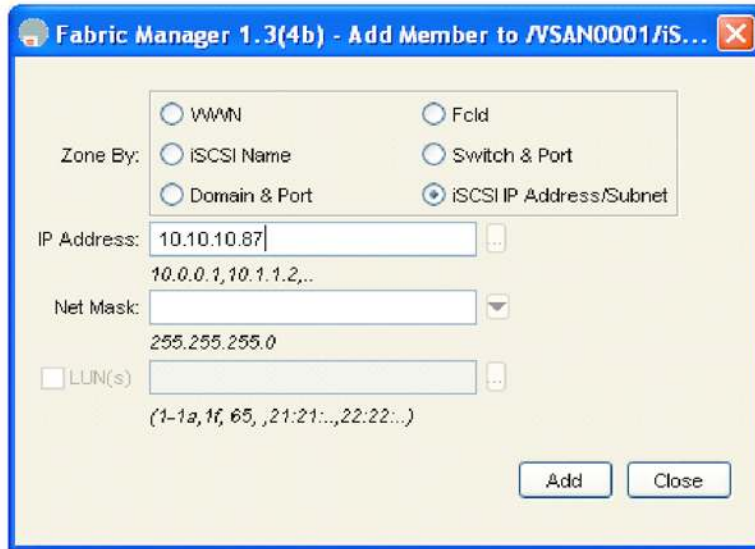 Fabric Manager 1.3(4b) - Add Member to /VSAN0001/iS...
WWN
FcId
Zone By:
iSCSI Name
Switch & Port
Domain & Port
iSCSI IP Address/Subnet
IP Address:
10.10.10.87
...
10.0.0.1,10.1.1.2,..
Net Mask:
255.255.255.0
LUN(s)
...
(1-1a,1f, 65, ,21:21:..,22:22:..)
Add
Close